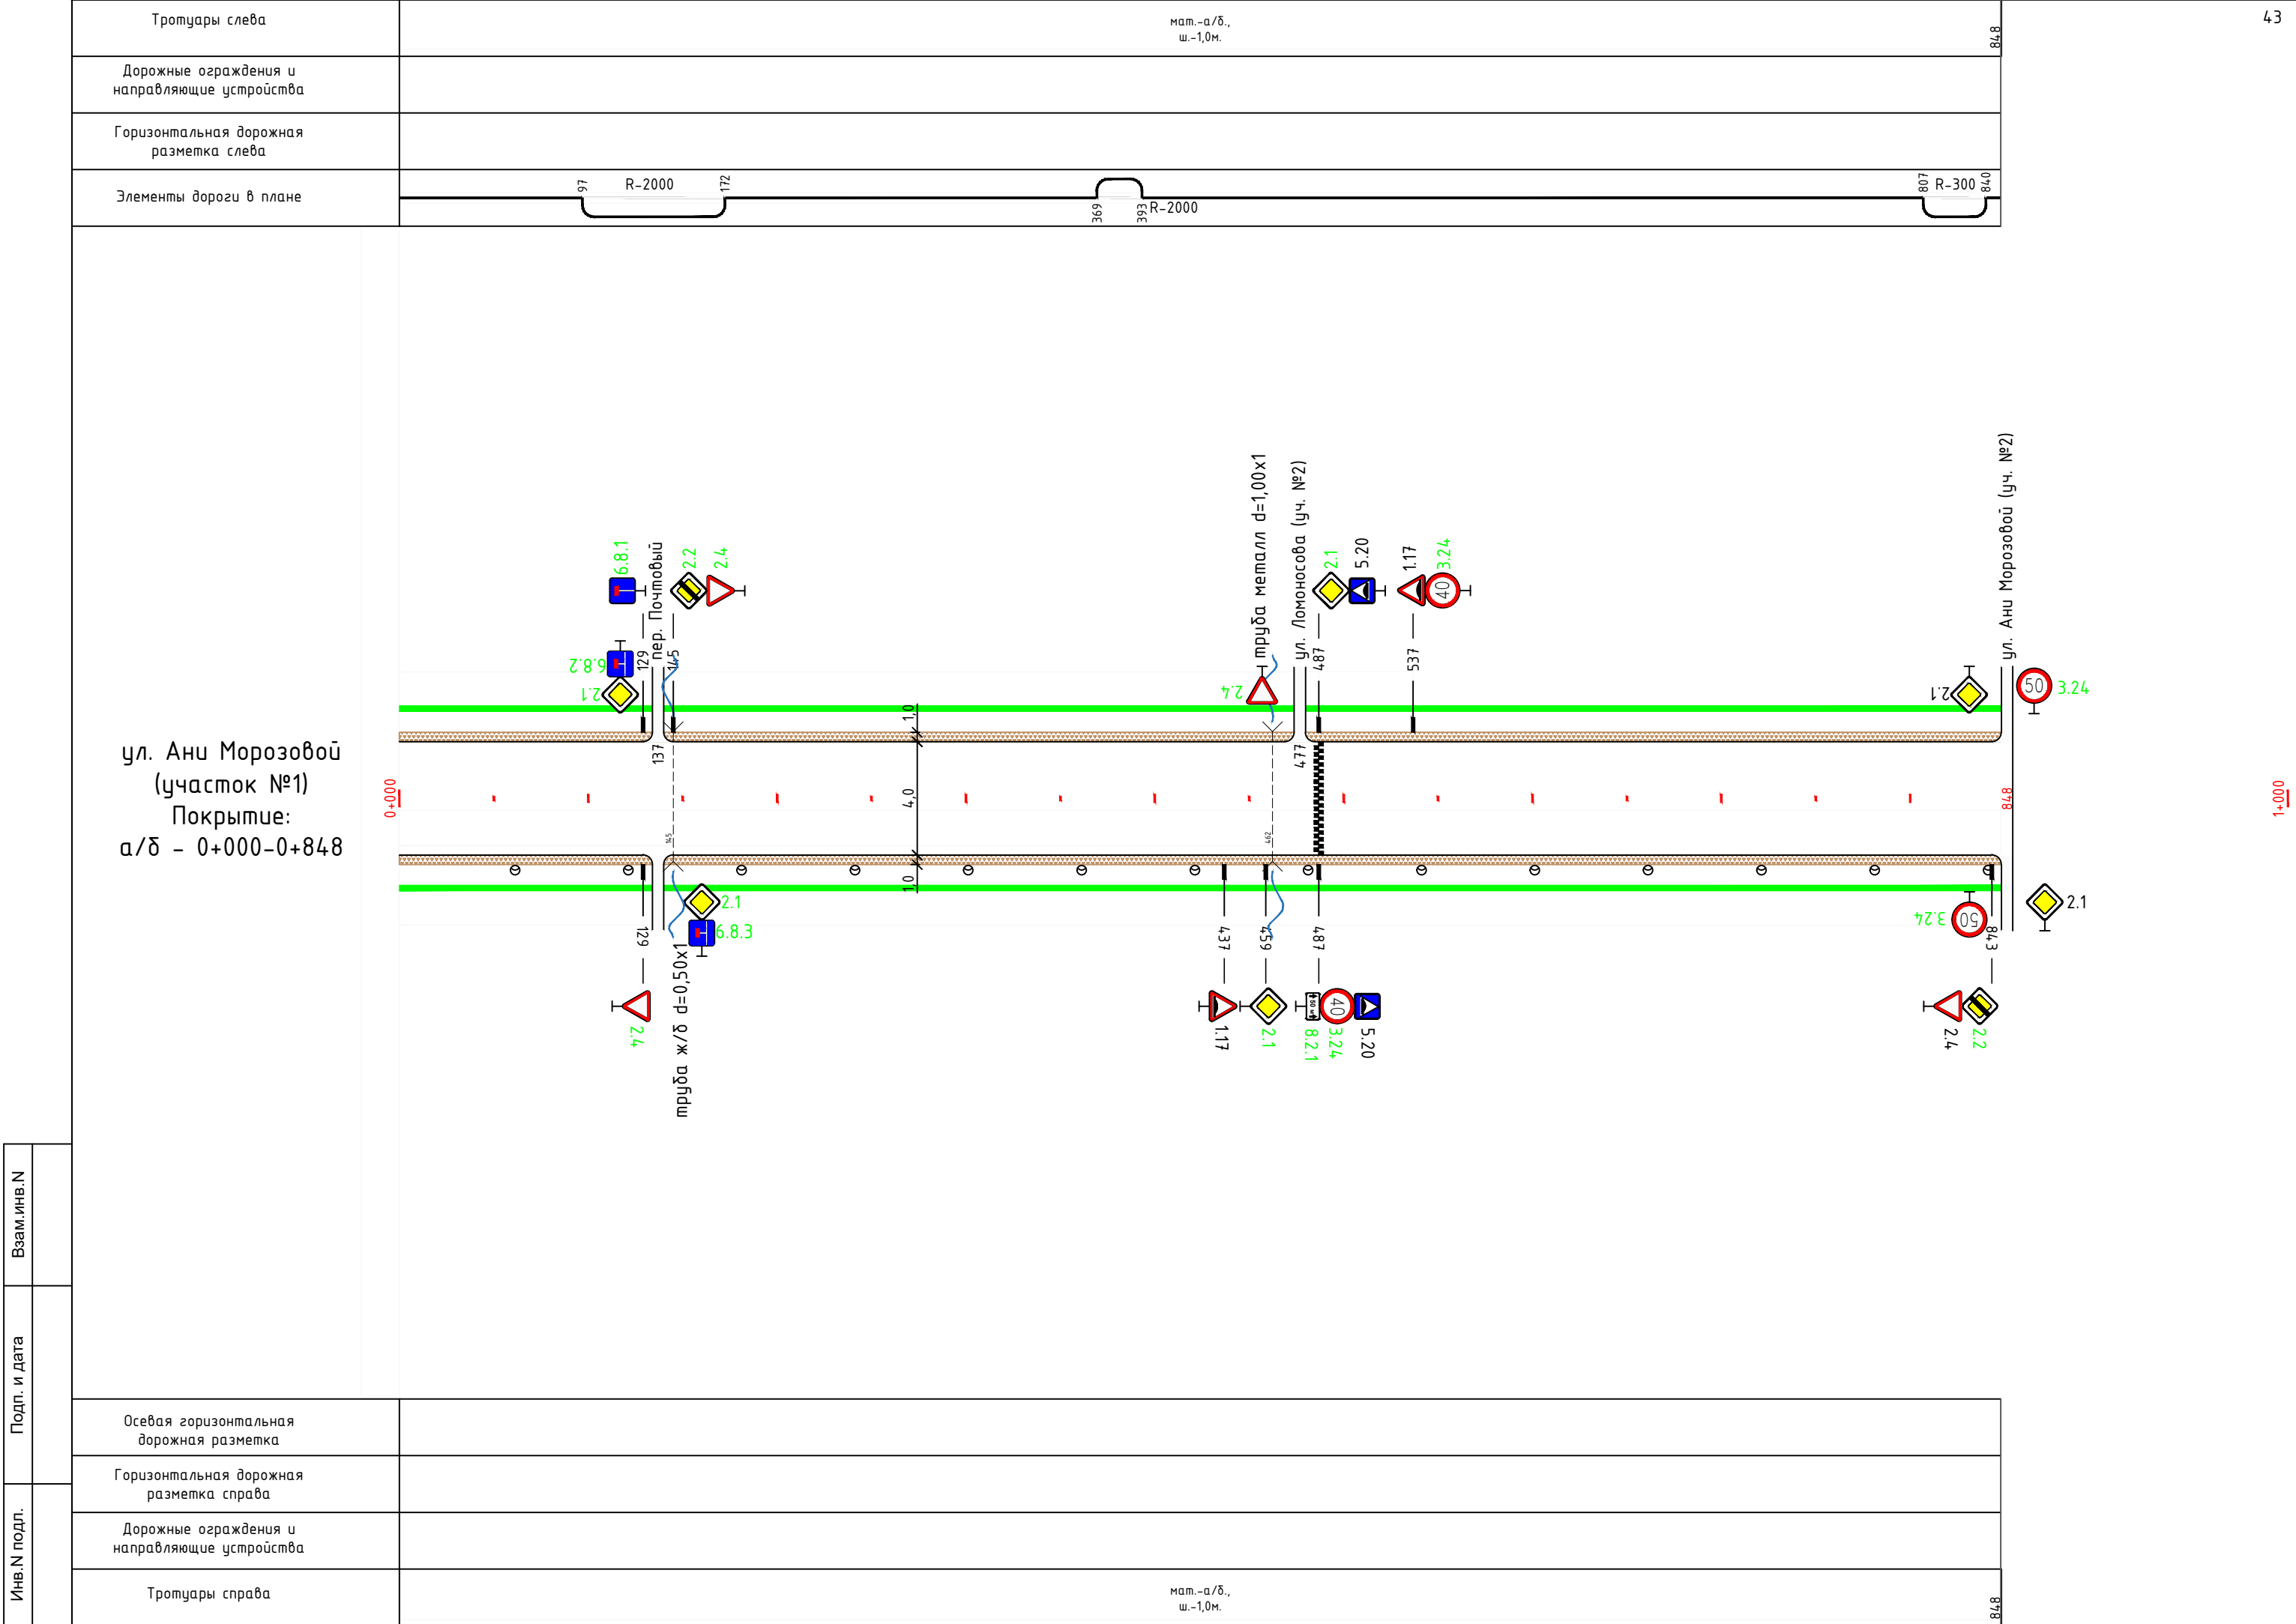 43
Тротуары слева
мат.-а/б.,
ш.-1,0м.
848
Дорожные ограждения и
направляющие устройства
Горизонтальная дорожная
разметка слева
Элементы дороги в плане
97
R-2000
172
369
393
R-2000
807
R-300
840
6.8.1
пер. Почтовый
2.2
2.4
труба металл d=1,00х1
ул. Ломоносова (уч. №2)
2.1
5.20
1.17
3.24
40
ул. Ани Морозовой (уч. №2)
6.8.2
129
145
2.1
2.4
487
537
2.1
50
3.24
1,0
137
477
ул. Ани Морозовой
(участок №1)
Покрытие:
а/б - 0+000-0+848
0+000
4,0
848
1+000
145
462
1,0
2.1
6.8.3
129
437
459
487
3.24
50
843
2.1
2.4
труба ж/б d=0,50х1
1.17
2.1
50 м
8.2.1
40
3.24
5.20
2.4
2.2
Осевая горизонтальная
дорожная разметка
Горизонтальная дорожная
разметка справа
Дорожные ограждения и
направляющие устройства
Тротуары справа
мат.-а/б.,
ш.-1,0м.
848
Взам.инв.N
Подп. и дата
Инв.N подл.